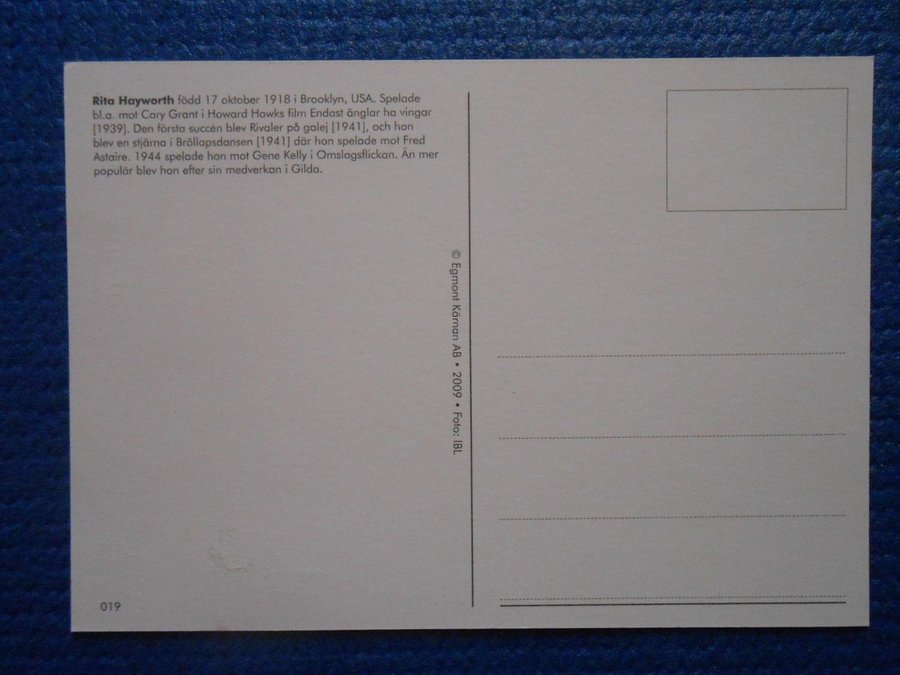 Rita Hayworth född 17 oktober 1918 i Brooklyn, USA. Spelade
bl.a. mot Cary Grant i Howard Hawks film Endast änglar ha vingar
[1939]. Den första succén blev Rivaler på galej [1941], och hon
blev en stjärna i Bröllopsdansen [1941] där hon spelade mot Fred
Astaire. 1944 spelade hon mot Gene Kelly i Omslagsflickan. Än mer
populär blev hon efter sin medverkan i Gilda.
© Egmont Kärnan AB • 2009 • Foto: IBL
019